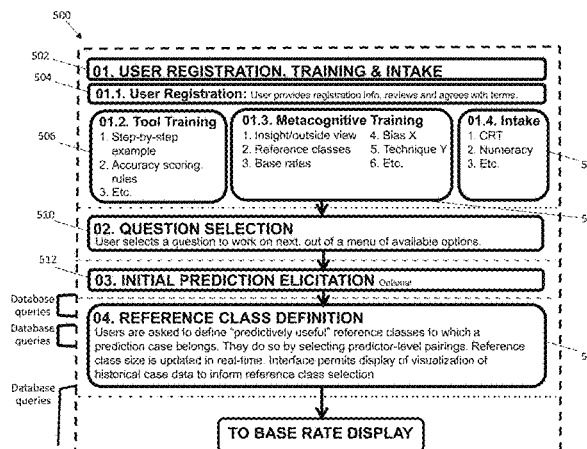 500
502
01. USER REGISTRATION, TRAINING & INTAKE
504
01.1. User Registration: User provides registration info, reviews and agrees with terms.
506
01.2. Tool Training
1. Step-by-step
example
2. Accuracy scoring
rules
3. Etc.
01.3. Metacognitive Training
1. Insight/outside view
2. Reference classes
3. Base rates
4. Bias X
5. Technique Y
6. Etc.
01.4. Intake
1. CRT
2. Numeracy
3. Etc.
5
5
510
02. QUESTION SELECTION
User selects a question to work on next, out of a menu of available options.
512
03. INITIAL PREDICTION ELICITATION Optional
Database
queries
Database
queries
04. REFERENCE CLASS DEFINITION
Users are asked to define "predictively useful" reference classes to which a
prediction case belongs. They do so by selecting predictor-level pairings. Reference
class size is updated in real-time. Interface permits display of visualization of
historical case data to inform reference class selection
5
Database
queries
TO BASE RATE DISPLAY